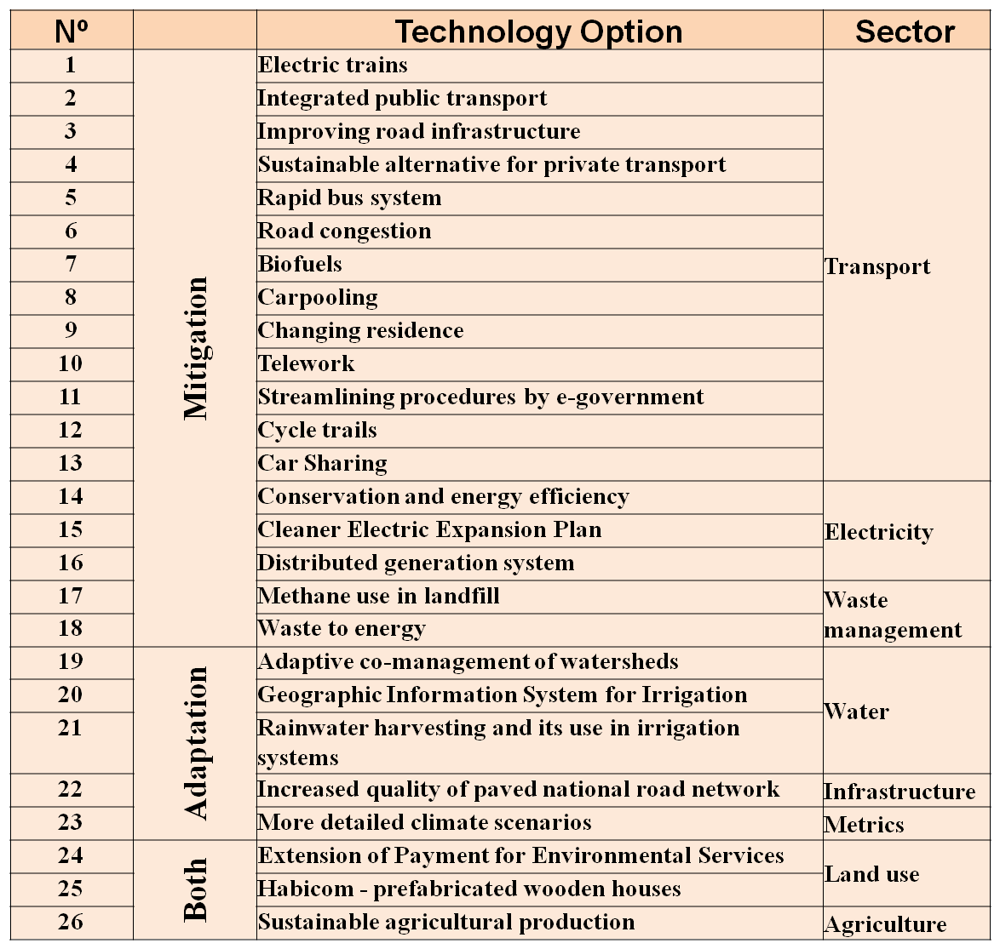 Nº Technology Option Sector
1 Electric trains
2 Integrated public transport
3 Improving road infrastructure
4 Sustainable alternative for private transport
5 Rapid bus system
6 Road congestion
7 Biofuels
Transport
8 Carpooling
Mitigation
9 Changing residence
10 Telework
11 Streamlining procedures by e-government
12 Cycle trails
13 Car Sharing
14 Conservation and energy efficiency
15 Cleaner Electric Expansion Plan
Electricity
16 Distributed generation system
17 Methane use in landfill
Waste
18 Waste to energy
management
19 Adaptive co-management of watersheds
20 Geographic Information System for Irrigation
Water
21 Rainwater harvesting and its use in irrigation
systems
Adaptation
22 Increased quality of paved national road network
Infrastructure
23 More detailed climate scenarios
Metrics
24 Extension of Payment for Environmental Services
Land use
25 Habicom - prefabricated wooden houses
Both
26 Sustainable agricultural production
Agriculture